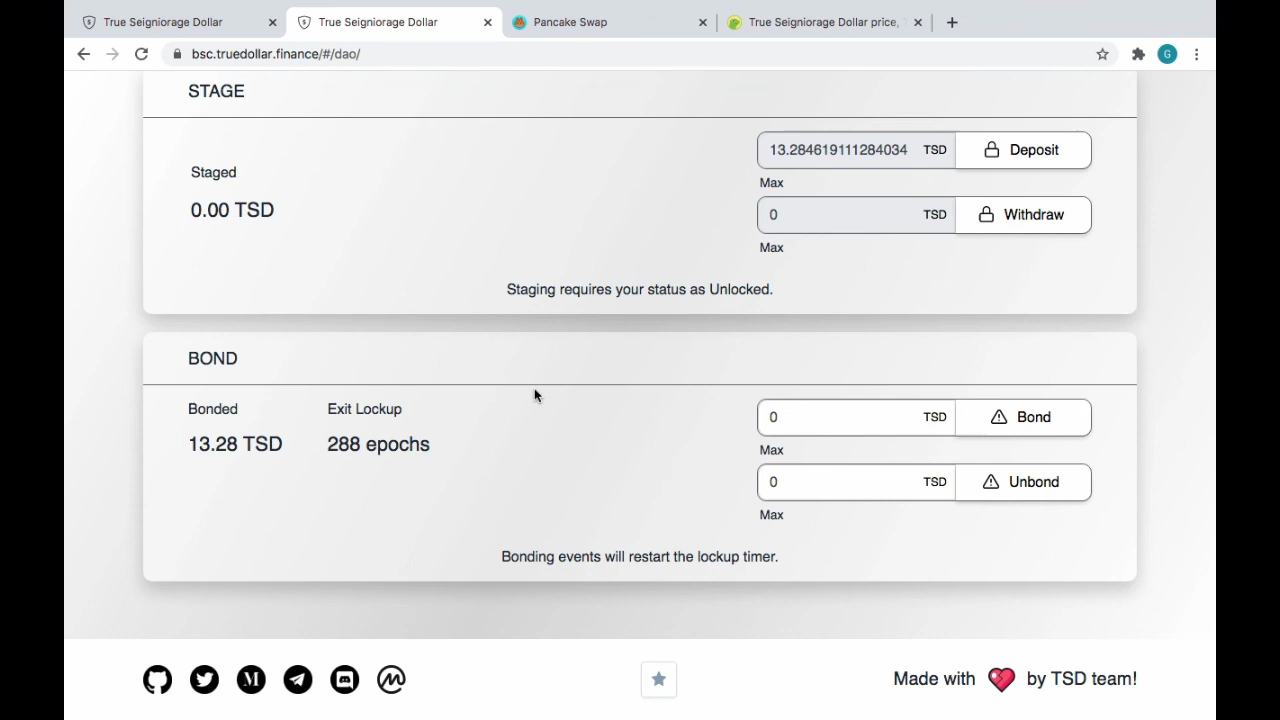 True Seigniorage Dollar
True Seigniorage Dollar
Pancake Swap
True Seigniorage Dollar price,
bsc.truedollar.finance/#/dao/
G
STAGE
Staged
0.00 TSD
13.284619111284034 TSD
Deposit
Max
0 TSD
Withdraw
Max
Staging requires your status as Unlocked.
BOND
Bonded
13.28 TSD
Exit Lockup
288 epochs
0 TSD
Bond
Max
0 TSD
Unbond
Max
Bonding events will restart the lockup timer.
Made with by TSD team!